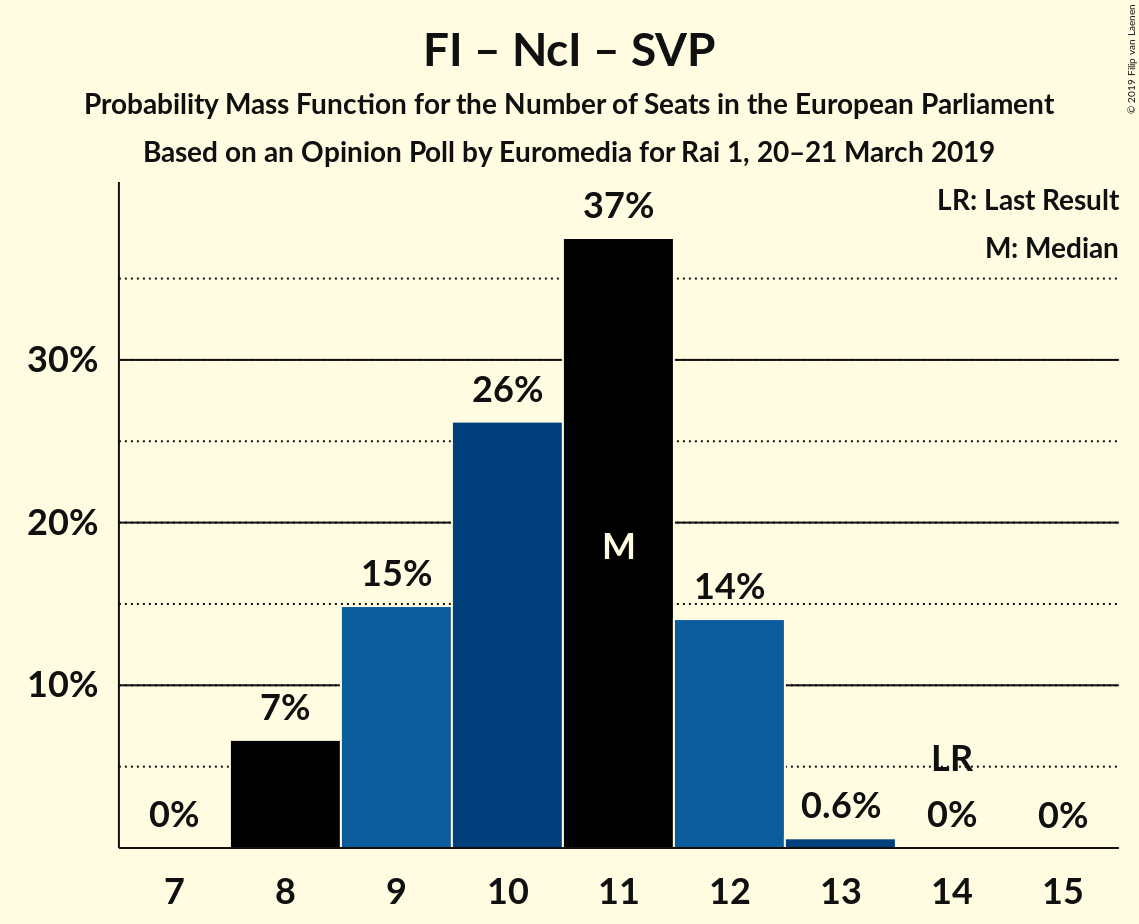 FI – NcI – SVP
Probability Mass Function for the Number of Seats in the European Parliament
Based on an Opinion Poll by Euromedia for Rai 1, 20–21 March 2019
© 2019 Filip van Laenen
LR: Last Result
M: Median
37%
30%
26%
20%
M
15%
14%
10%
7%
LR
0%
0.6%
0%
0%
7 8 9 10 11 12 13 14 15